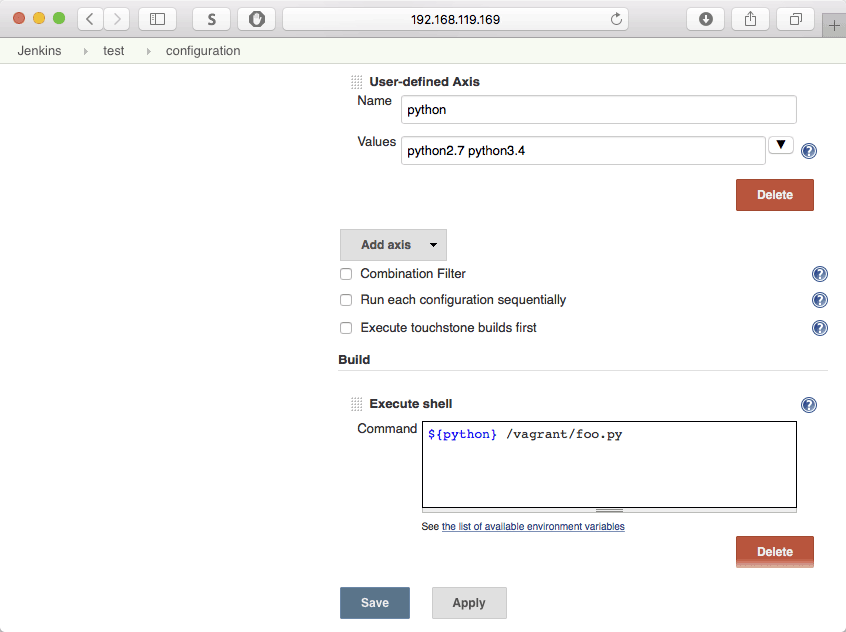 S
192.168.119.169
Jenkins test configuration
User-defined Axis
Name
python
Values
python2.7 python3.4
Delete
Add axis
Combination Filter
Run each configuration sequentially
Execute touchstone builds first
Build
Execute shell
Command
${python} /vagrant/foo.py
See the list of available environment variables
Delete
Save Apply